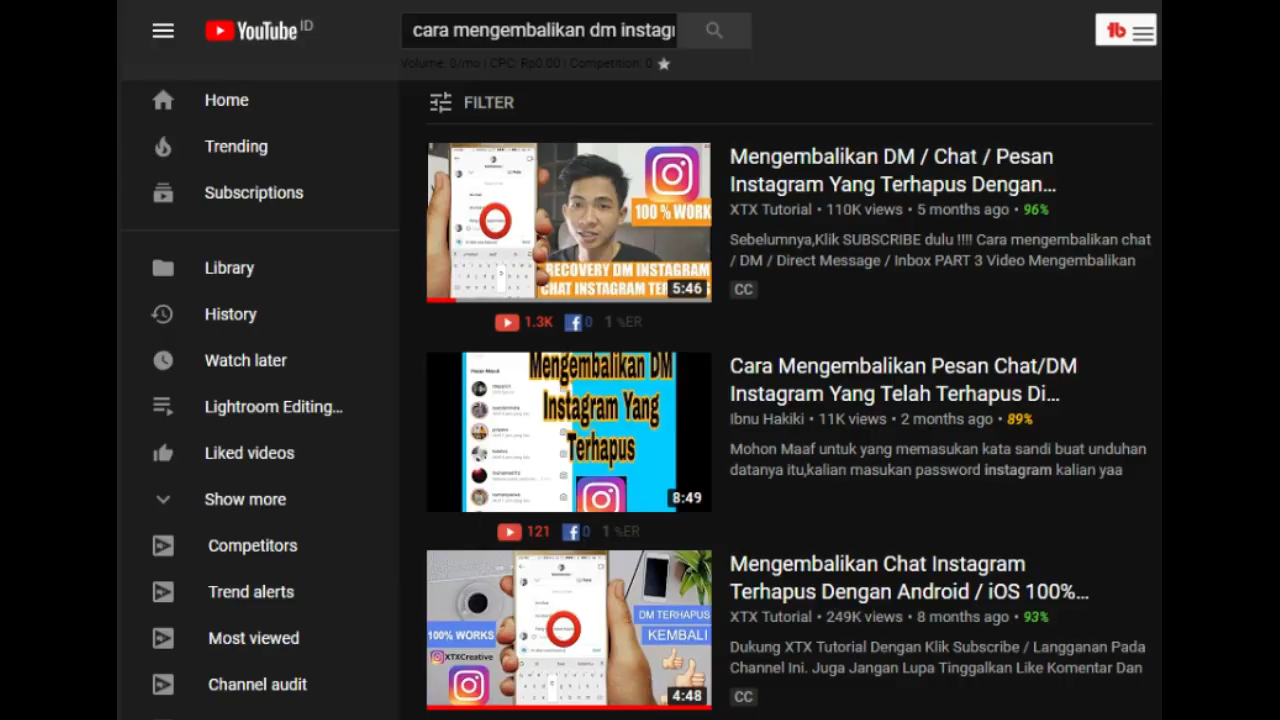 YouTube ID
cara mengembalikan dm instagr
Volume: 0/mo | CPC: Rp0.00 | Competition: 0
Home
Trending
Subscriptions
Library
History
Watch later
Lightroom Editing...
Liked videos
Show more
Competitors
Trend alerts
Most viewed
Channel audit
FILTER
100 % WORK
RECOVERY DM INSTAGRAM
CHAT INSTAGRAM
5:46
1.3K
0
1 %ER
Mengembalikan DM / Chat / Pesan
Instagram Yang Terhapus Dengan...
XTX Tutorial • 110K views • 5 months ago • 96%
Sebelumnya,Klik SUBSCRIBE dulu !!!! Cara mengembalikan chat
/ DM / Direct Message / Inbox PART 3 Video Mengembalikan
CC
Mengembalikan DM
Instagram Yang
Terhapus
8:49
121
0
1 %ER
Cara Mengembalikan Pesan Chat/DM
Instagram Yang Telah Terhapus Di...
Ibnu Hakiki • 11K views • 2 months ago • 89%
Mohon Maaf untuk yang memasukan kata sandi buat unduhan
datanya itu,kalian masukan password instagram kalian yaa
100% WORKS
XTXCreative
DM TERHAPUS
KEMBALI
4:48
Mengembalikan Chat Instagram
Terhapus Dengan Android / iOS 100%...
XTX Tutorial • 249K views • 8 months ago • 93%
Dukung XTX Tutorial Dengan Klik Subscribe / Langganan Pada
Channel Ini. Juga Jangan Lupa Tinggalkan Like Komentar Dan
CC